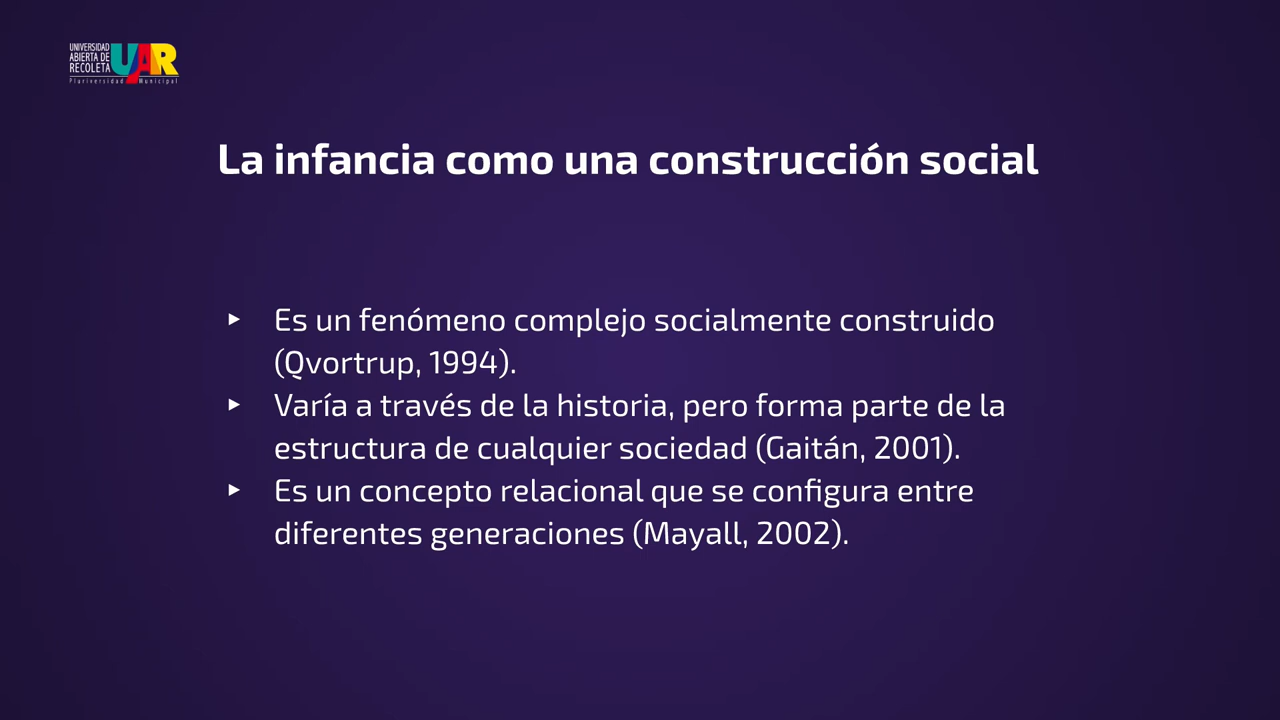 UNIVERSIDAD
ABIERTA DE
RECOLETA
UAR
Pluriversidad Municipal
La infancia como una construcción social
▸ Es un fenómeno complejo socialmente construido
(Qvortrup, 1994).
▸ Varía a través de la historia, pero forma parte de la
estructura de cualquier sociedad (Gaitán, 2001).
▸ Es un concepto relacional que se configura entre
diferentes generaciones (Mayall, 2002).